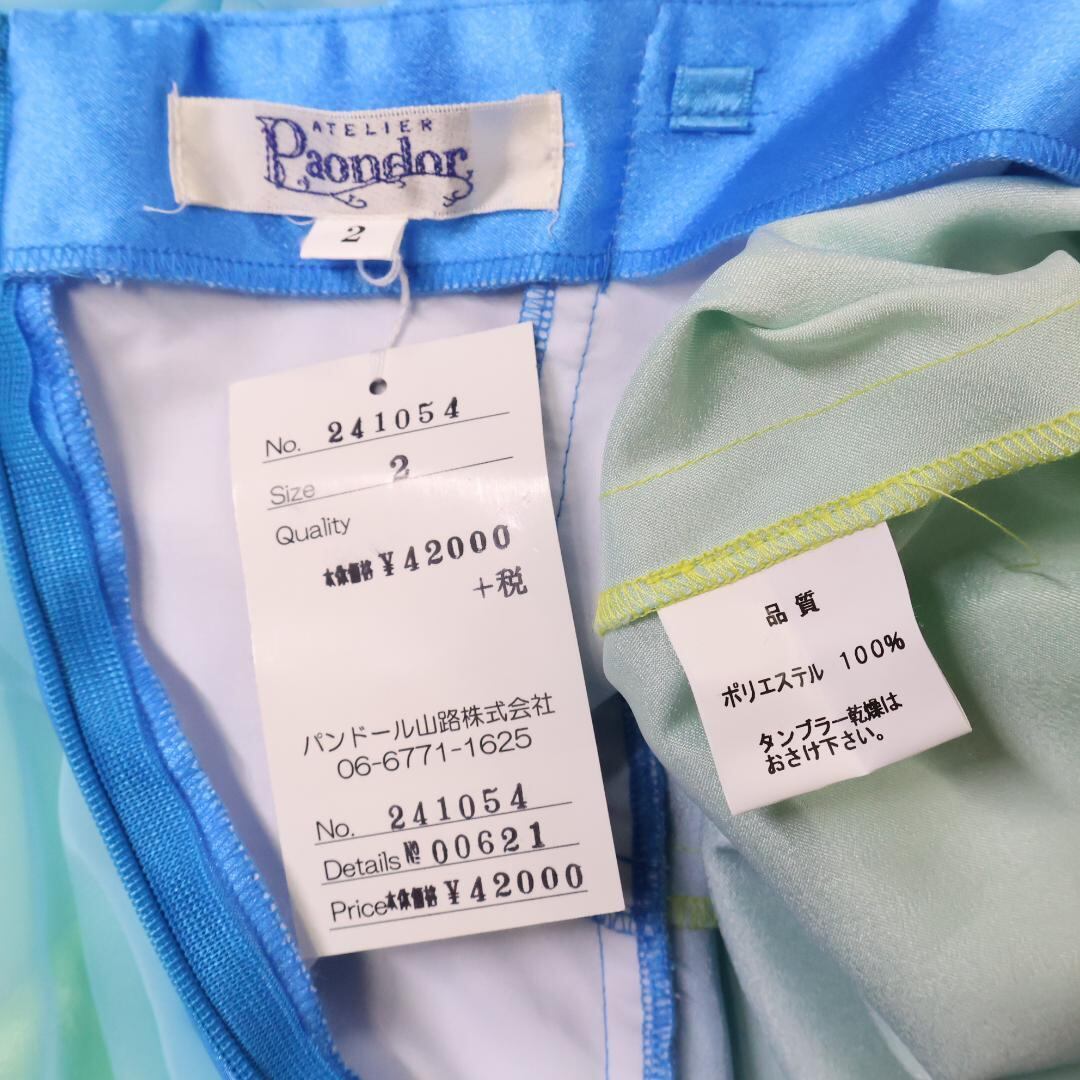 ATELIER
Paondor
2
No. 241054
Size 2
Quality
本体価格 ¥42000
+税
パンドール山路株式会社
06-6771-1625
No. 241054
Details № 00621
Price 本体価格 ¥42000
品質
ポリエステル 100%
タンブラー乾燥は
おさけ下さい。